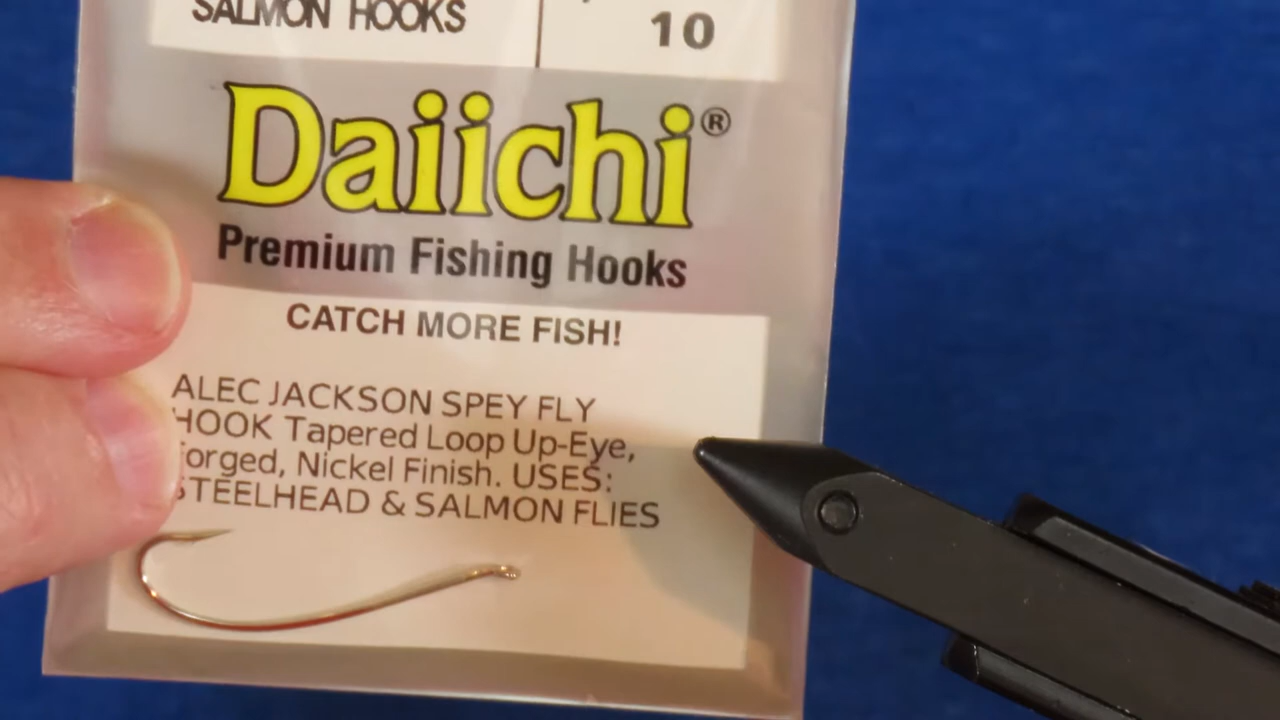 SALMON HOOKS
10
Daiichi®
Premium Fishing Hooks
CATCH MORE FISH!
ALEC JACKSON SPEY FLY
HOOK Tapered Loop Up-Eye,
forged, Nickel Finish. USES:
STEELHEAD & SALMON FLIES